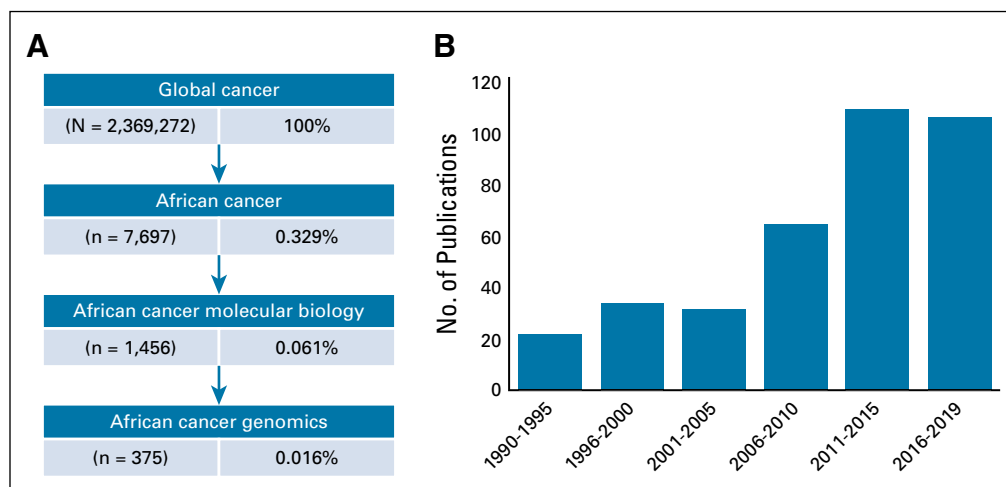 A
Global cancer
(N = 2,369,272) 100%
African cancer
(n = 7,697) 0.329%
African cancer molecular biology
(n = 1,456) 0.061%
African cancer genomics
(n = 375) 0.016%
B
No. of Publications
120
100
80
60
40
20
0
1990-1995
1996-2000
2001-2005
2006-2010
2011-2015
2016-2019